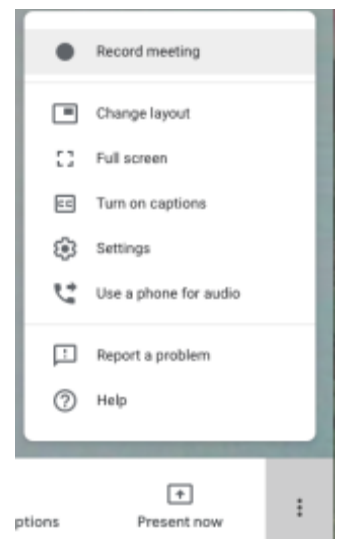 Record meeting
Change layout
Full screen
Turn on captions
Settings
Use a phone for audio
Report a problem
Help
ptions
Present now